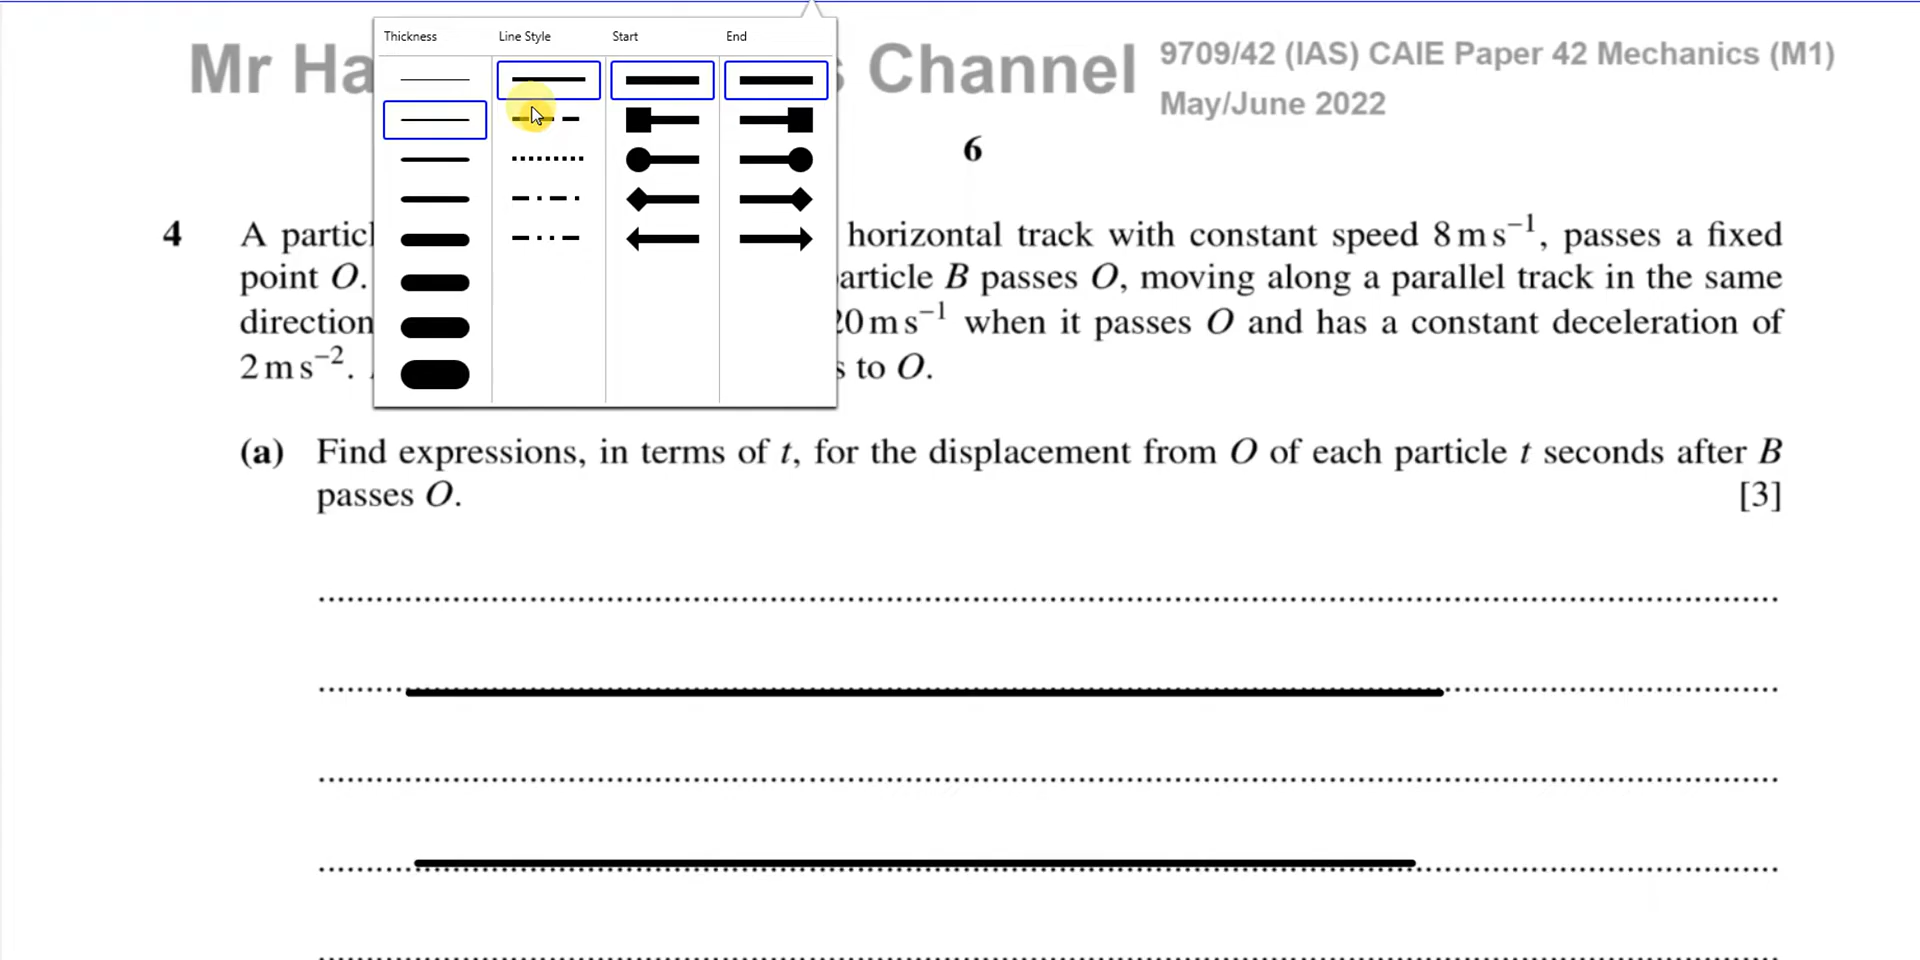 Thickness Line Style Start End
Mr Ha Channel 9709/42 (IAS) CAIE Paper 42 Mechanics (M1)
May/June 2022
6
4 A particl horizontal track with constant speed 8 m s⁻¹, passes a fixed
point O. article B passes O, moving along a parallel track in the same
direction 20 m s⁻¹ when it passes O and has a constant deceleration of
2 m s⁻². s to O.
(a) Find expressions, in terms of t, for the displacement from O of each particle t seconds after B
passes O. [3]